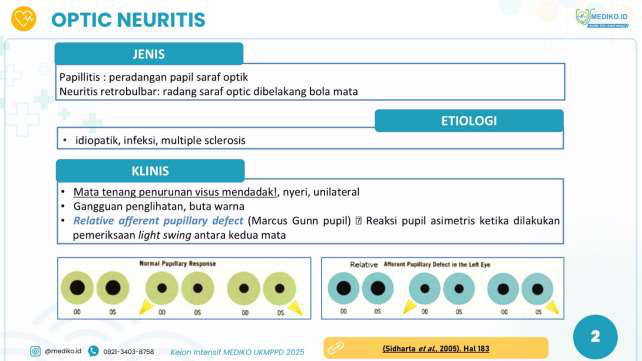 OPTIC NEURITIS
MEDIKO.ID
JENIS
Papillitis : peradangan papil saraf optik
Neuritis retrobulbar: radang saraf optic dibelakang bola mata
ETIOLOGI
• idiopatik, infeksi, multiple sclerosis
KLINIS
• Mata tenang penurunan visus mendadak!, nyeri, unilateral
• Gangguan penglihatan, buta warna
• Relative afferent pupillary defect (Marcus Gunn pupil) ⍰ Reaksi pupil asimetris ketika dilakukan
pemeriksaan light swing antara kedua mata
Normal Pupillary Response
OD OS OD OS OD OS
Relative Afferent Pupillary Defect in the Left Eye
OD OS OD OS OD OS
@mediko.id 0821-3403-8758 Kelon Intensif MEDIKO UKMPPD 2025
(Sidharta et al., 2005). Hal 183
2